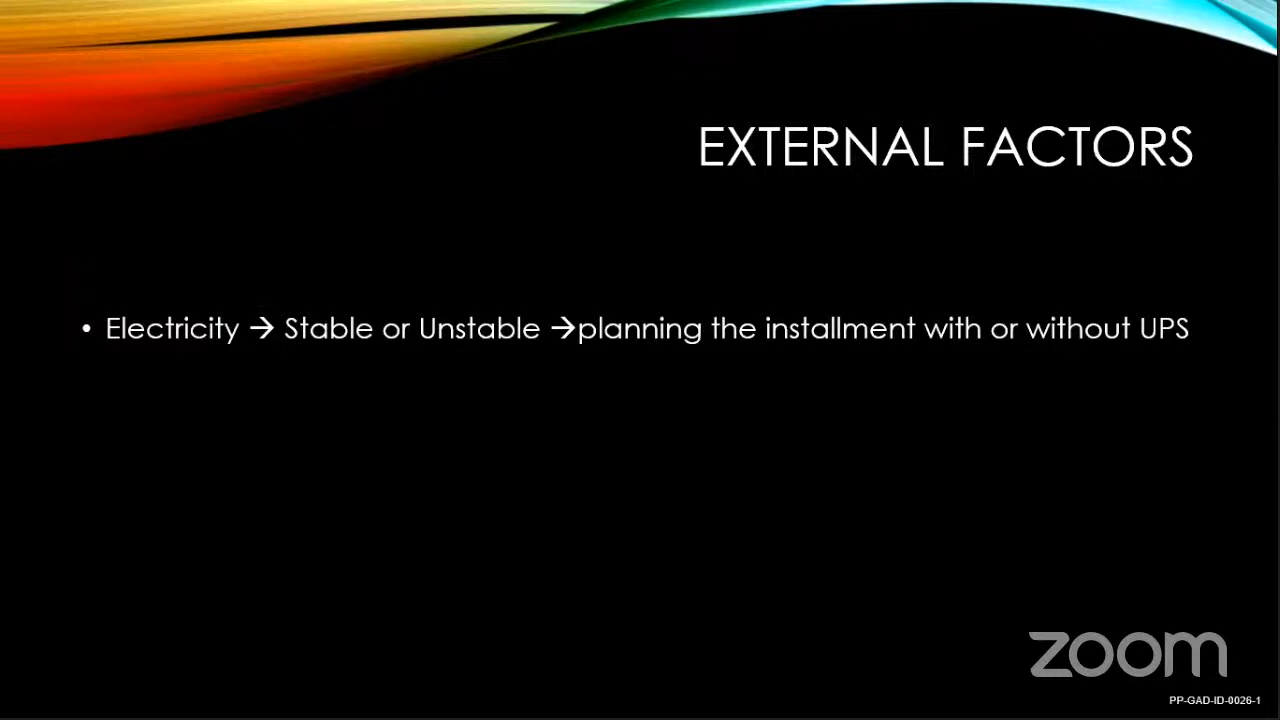 EXTERNAL FACTORS
• Electricity → Stable or Unstable →planning the installment with or without UPS
zoom
PP-GAD-ID-0026-1